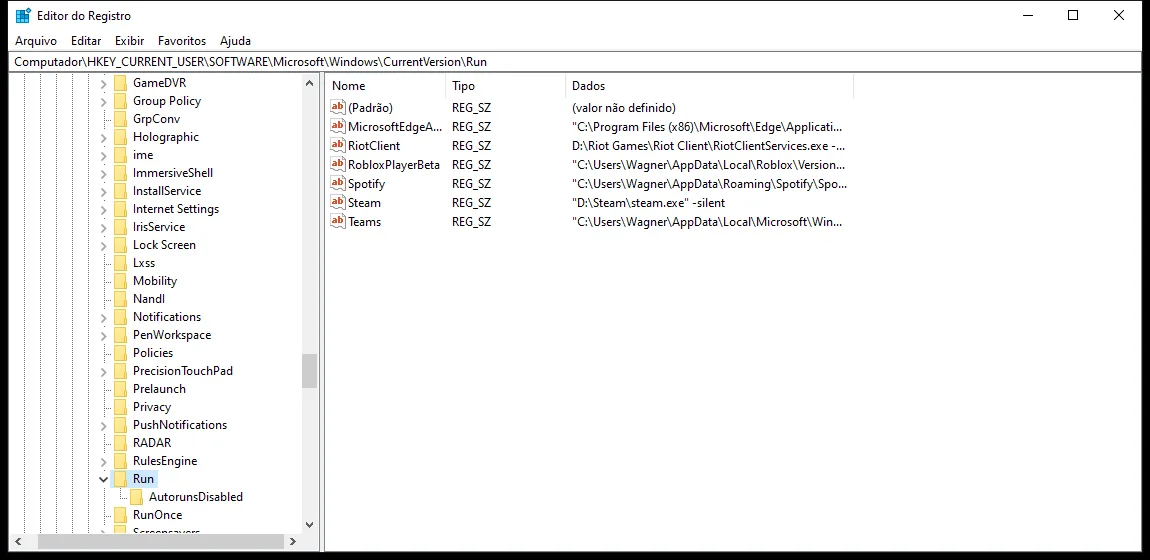 Editor do Registro
Arquivo Editar Exibir Favoritos Ajuda
Computador\HKEY_CURRENT_USER\SOFTWARE\Microsoft\Windows\CurrentVersion\Run
GameDVR
Group Policy
GrpConv
Holographic
ime
ImmersiveShell
InstallService
Internet Settings
IrisService
Lock Screen
Lxss
Mobility
Nandl
Notifications
PenWorkspace
Policies
PrecisionTouchPad
Prelaunch
Privacy
PushNotifications
RADAR
RulesEngine
Run
AutorunsDisabled
RunOnce
Screensavers
Nome Tipo Dados
(Padrão) REG_SZ (valor não definido)
MicrosoftEdgeA... REG_SZ "C:\Program Files (x86)\Microsoft\Edge\Applicati...
RiotClient REG_SZ D:\Riot Games\Riot Client\RiotClientServices.exe -...
RobloxPlayerBeta REG_SZ "C:\Users\Wagner\AppData\Local\Roblox\Version...
Spotify REG_SZ "C:\Users\Wagner\AppData\Roaming\Spotify\Spo...
Steam REG_SZ "D:\Steam\steam.exe" -silent
Teams REG_SZ "C:\Users\Wagner\AppData\Local\Microsoft\Win...